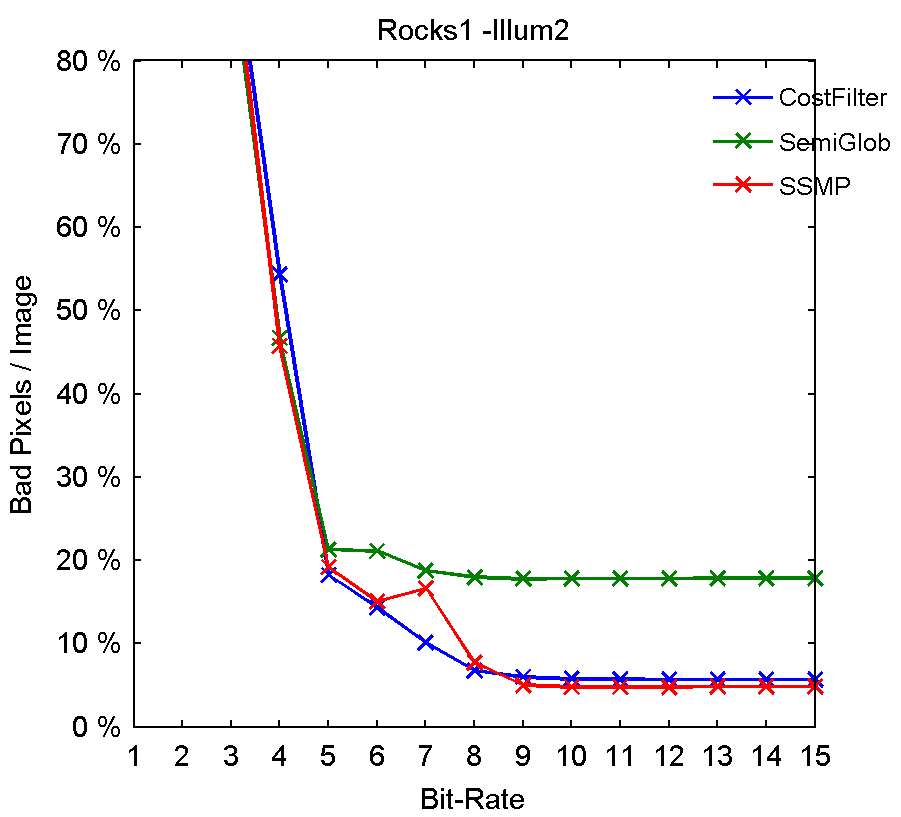 Rocks1 -Illum2
80 %
70 %
60 %
50 %
40 %
30 %
20 %
10 %
0 %
Bad Pixels / Image
CostFilter
SemiGlob
SSMP
1 2 3 4 5 6 7 8 9 10 11 12 13 14 15
Bit-Rate